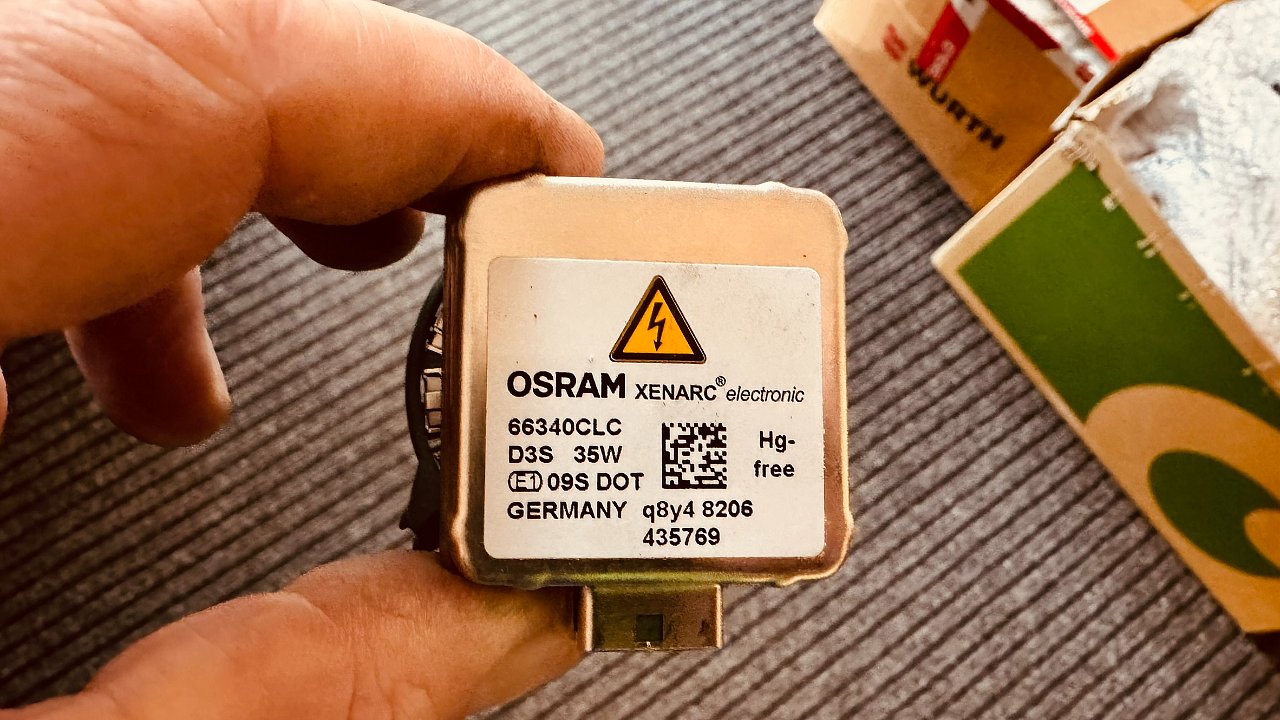 WÜRTH
OSRAM XENARC® electronic
66340CLC
D3S 35W
Hg-
free
E1 09S DOT
GERMANY q8y4 8206
435769